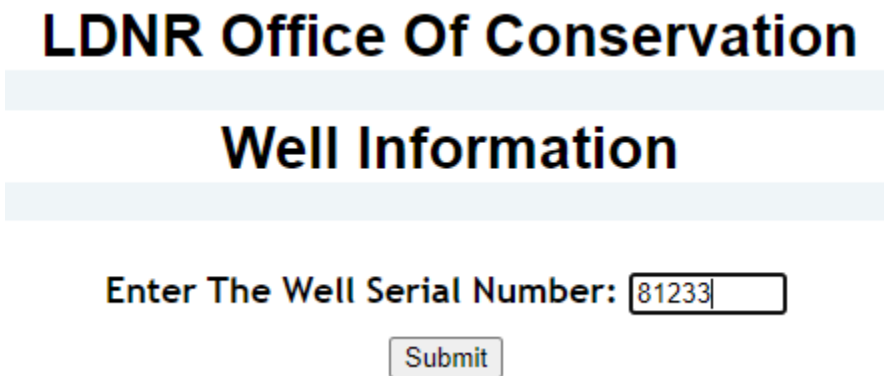 LDNR Office Of Conservation
Well Information
Enter The Well Serial Number: 81233
Submit